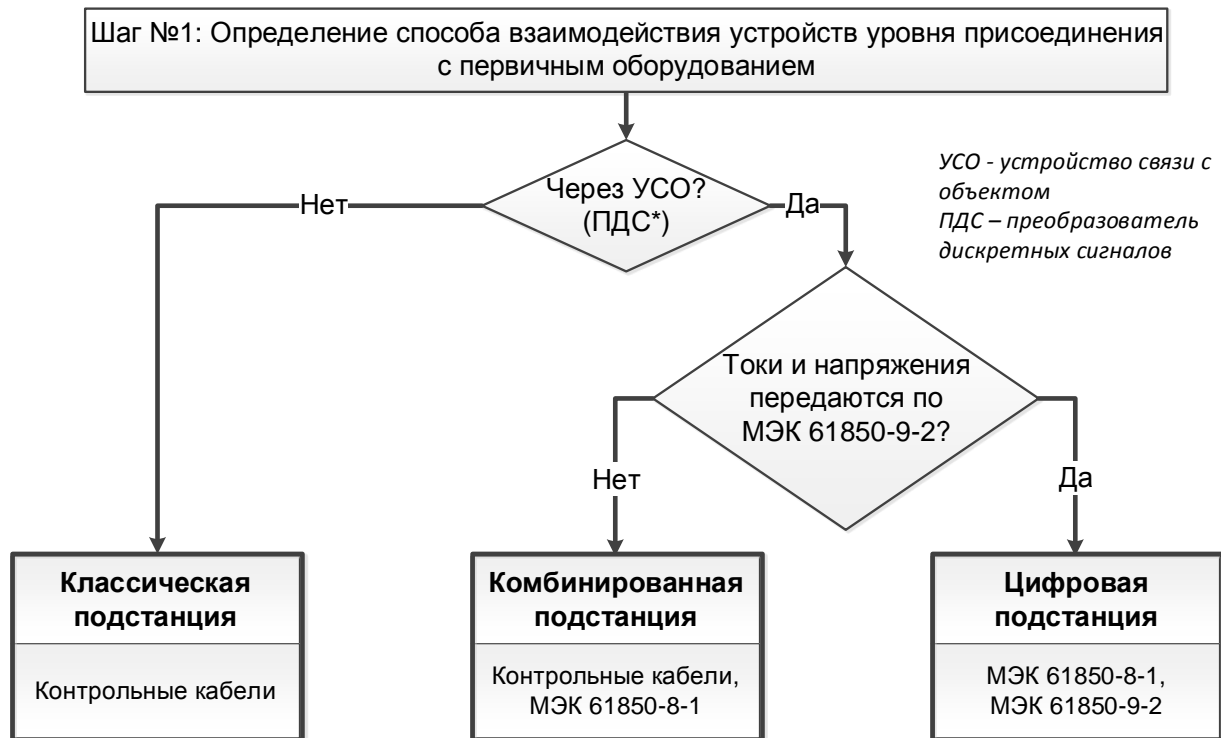 Шаг №1: Определение способа взаимодействия устройств уровня присоединения
с первичным оборудованием
УСО - устройство связи с
объектом
ПДС – преобразователь
дискретных сигналов
Через УСО?
(ПДС*)
Нет
Да
Токи и напряжения
передаются по
МЭК 61850-9-2?
Нет
Да
Классическая
подстанция
Контрольные кабели
Комбинированная
подстанция
Контрольные кабели,
МЭК 61850-8-1
Цифровая
подстанция
МЭК 61850-8-1,
МЭК 61850-9-2